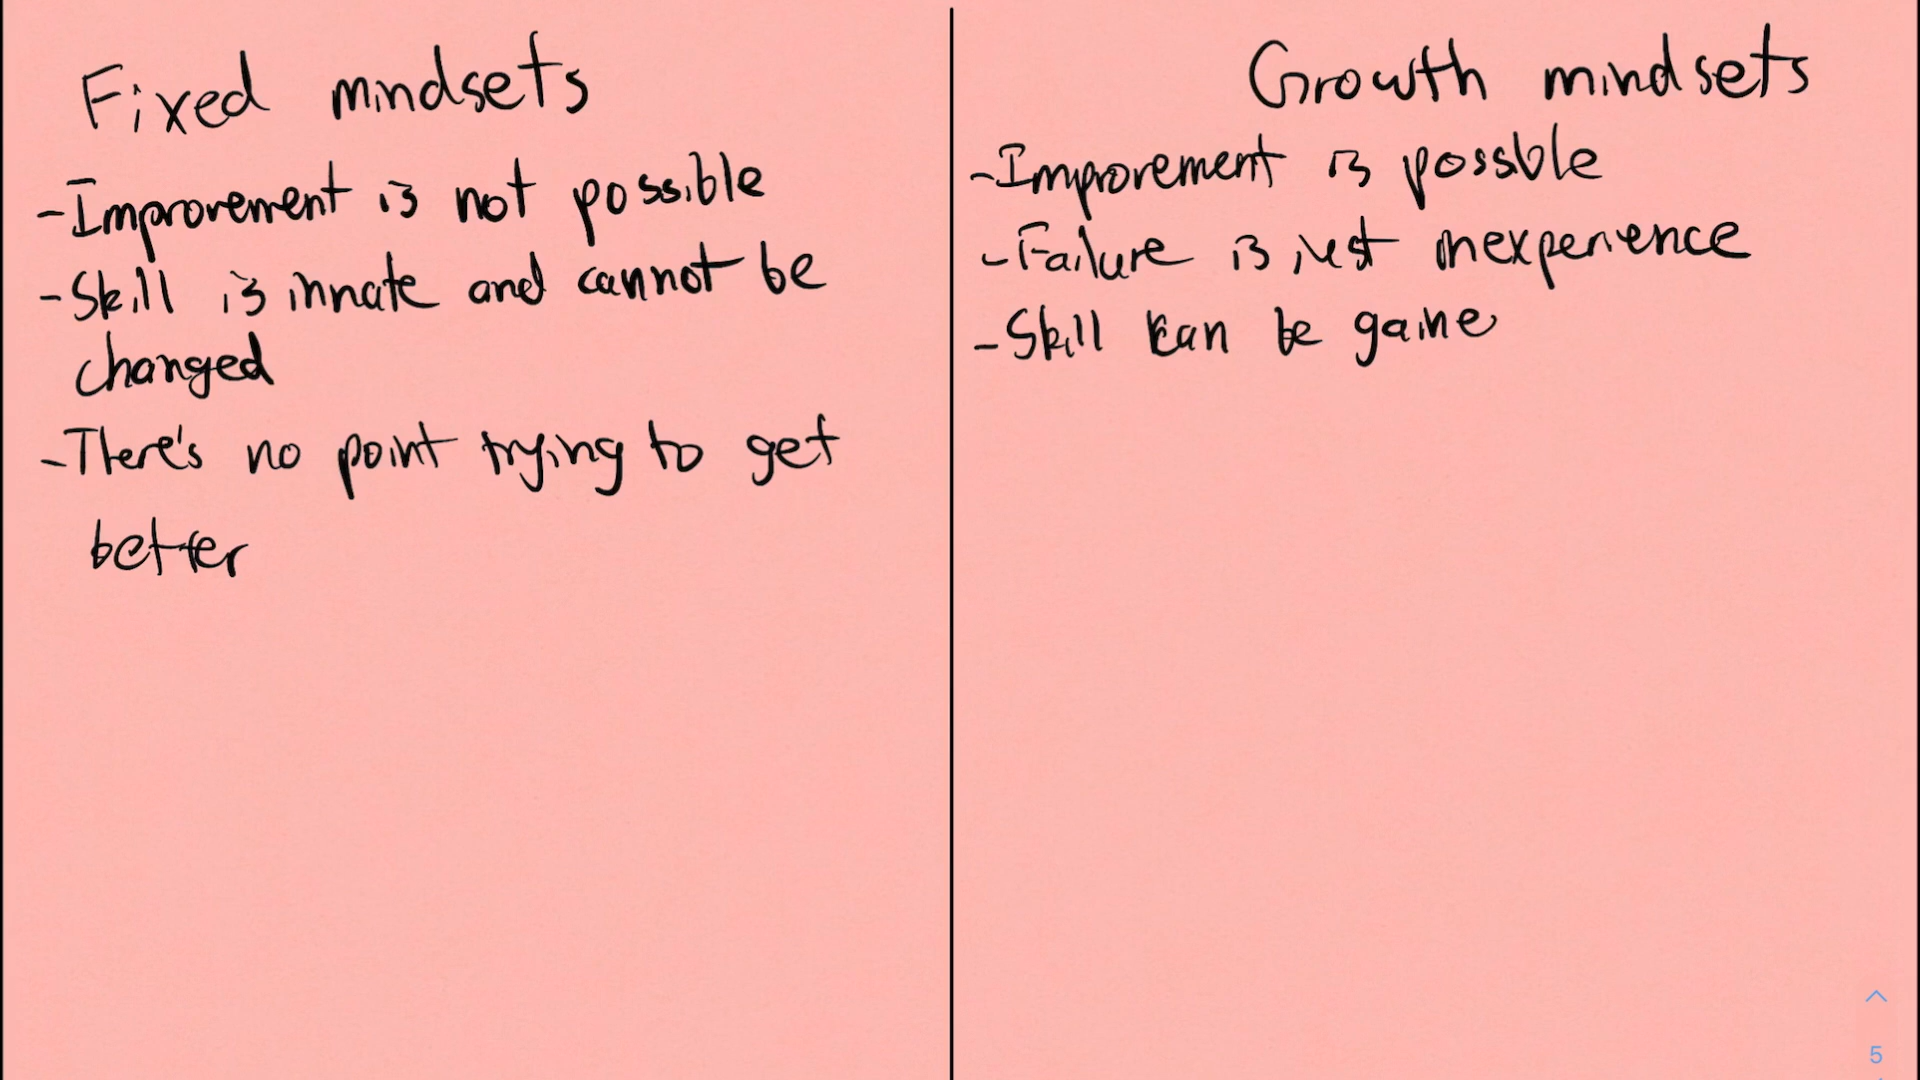 Fixed mindsets
-Improvement is not possible
-Skill is innate and cannot be
changed
-There's no point trying to get
better
Growth mindsets
-Improvement is possible
-Failure is just inexperience
-Skill can be gaine
5